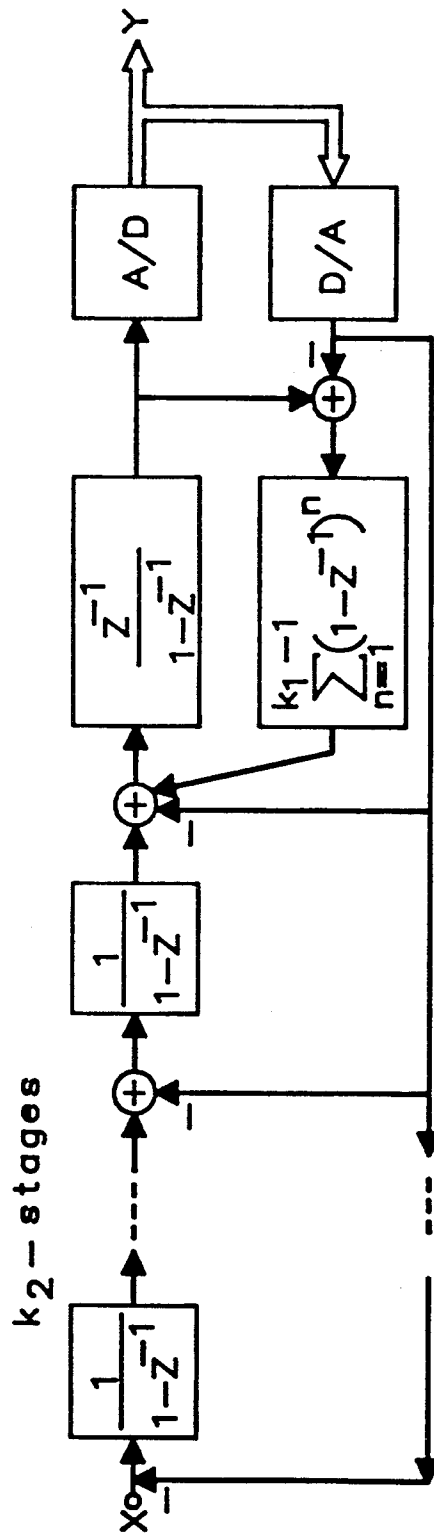 k₂-stages
X
1
1-Z⁻¹
+
−
1
1-Z⁻¹
+
−
Z⁻¹
1-Z⁻¹
A/D
Y
k₁-1
∑(1-Z⁻¹)ⁿ
n=1
+
−
D/A
−